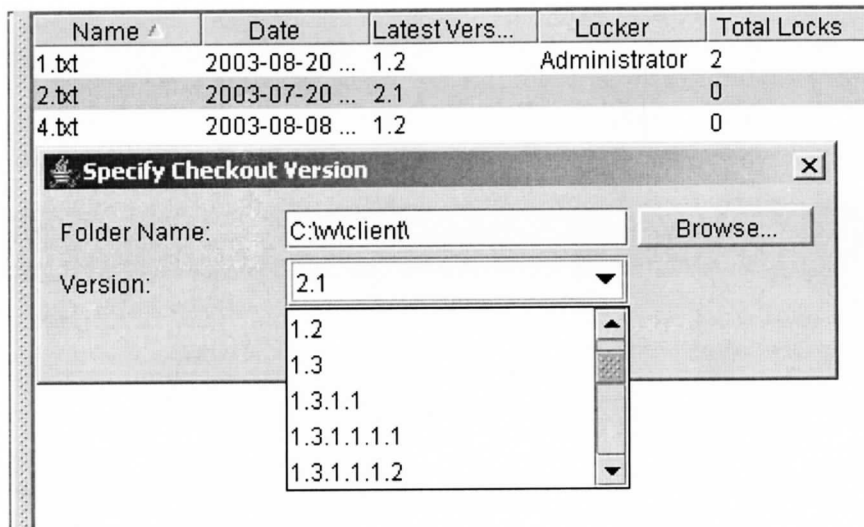 Name Date Latest Vers... Locker Total Locks
1.txt 2003-08-20 ... 1.2 Administrator 2
2.txt 2003-07-20 ... 2.1 0
4.txt 2003-08-08 ... 1.2 0
Specify Checkout Version
Folder Name: C:\vv\client\ Browse...
Version: 2.1
1.2
1.3
1.3.1.1
1.3.1.1.1.1
1.3.1.1.1.2